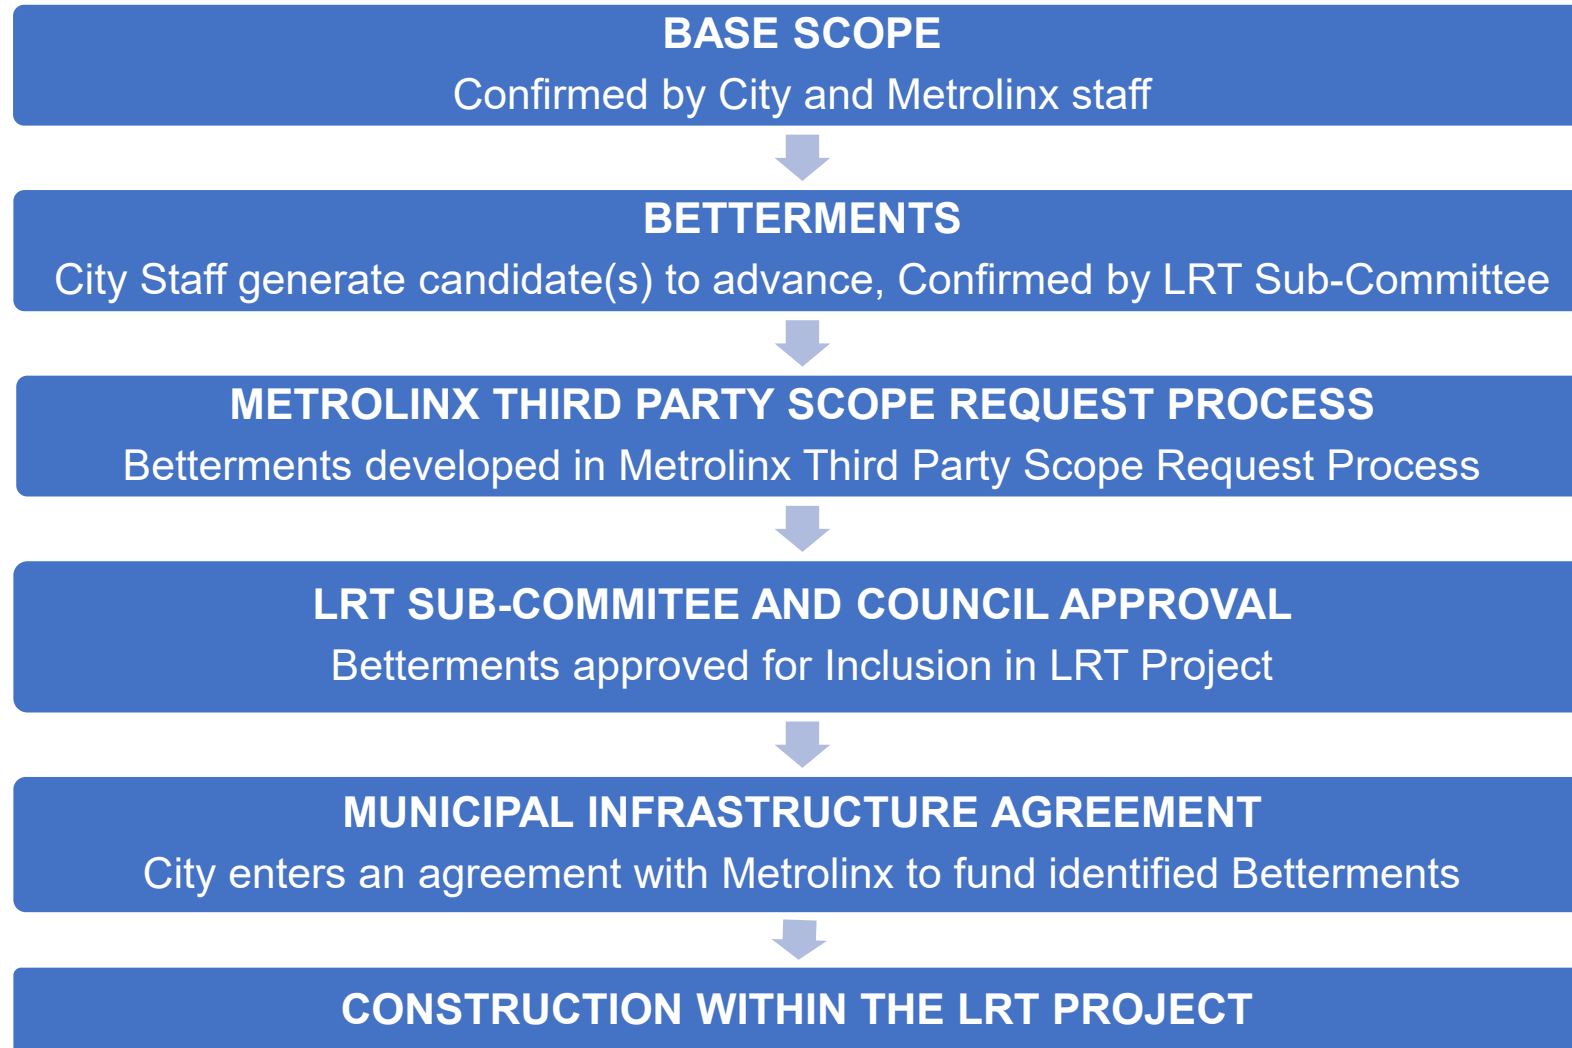 BASE SCOPE
Confirmed by City and Metrolinx staff
BETTERMENTS
City Staff generate candidate(s) to advance, Confirmed by LRT Sub-Committee
METROLINX THIRD PARTY SCOPE REQUEST PROCESS
Betterments developed in Metrolinx Third Party Scope Request Process
LRT SUB-COMMITEE AND COUNCIL APPROVAL
Betterments approved for Inclusion in LRT Project
MUNICIPAL INFRASTRUCTURE AGREEMENT
City enters an agreement with Metrolinx to fund identified Betterments
CONSTRUCTION WITHIN THE LRT PROJECT